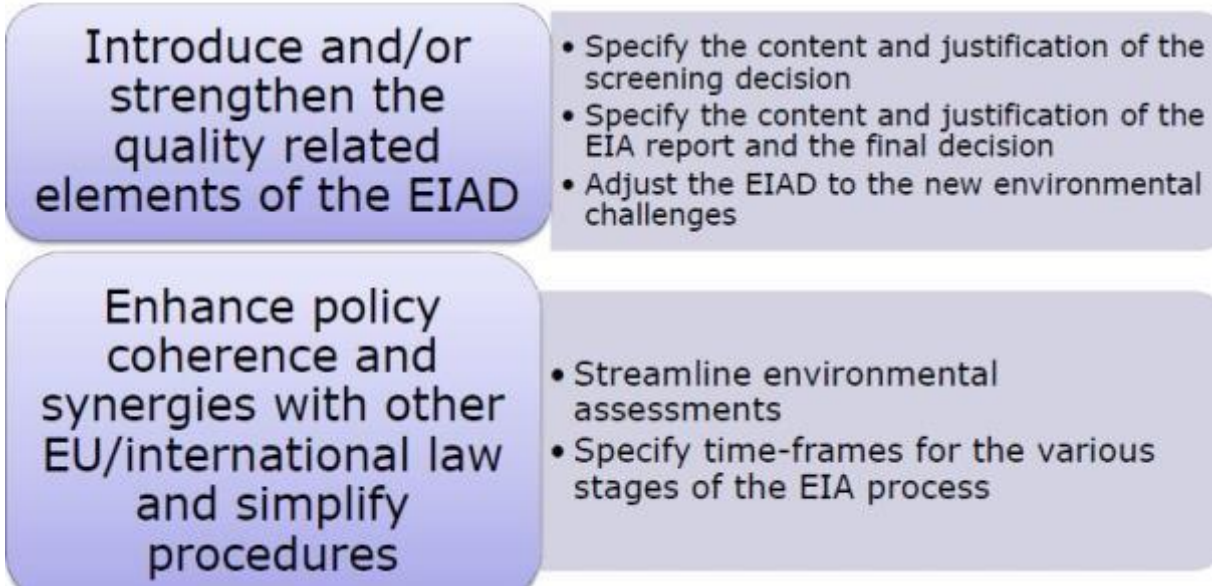 Introduce and/or
strengthen the
quality related
elements of the EIAD
• Specify the content and justification of the
screening decision
• Specify the content and justification of the
EIA report and the final decision
• Adjust the EIAD to the new environmental
challenges
Enhance policy
coherence and
synergies with other
EU/international law
and simplify
procedures
• Streamline environmental
assessments
• Specify time-frames for the various
stages of the EIA process